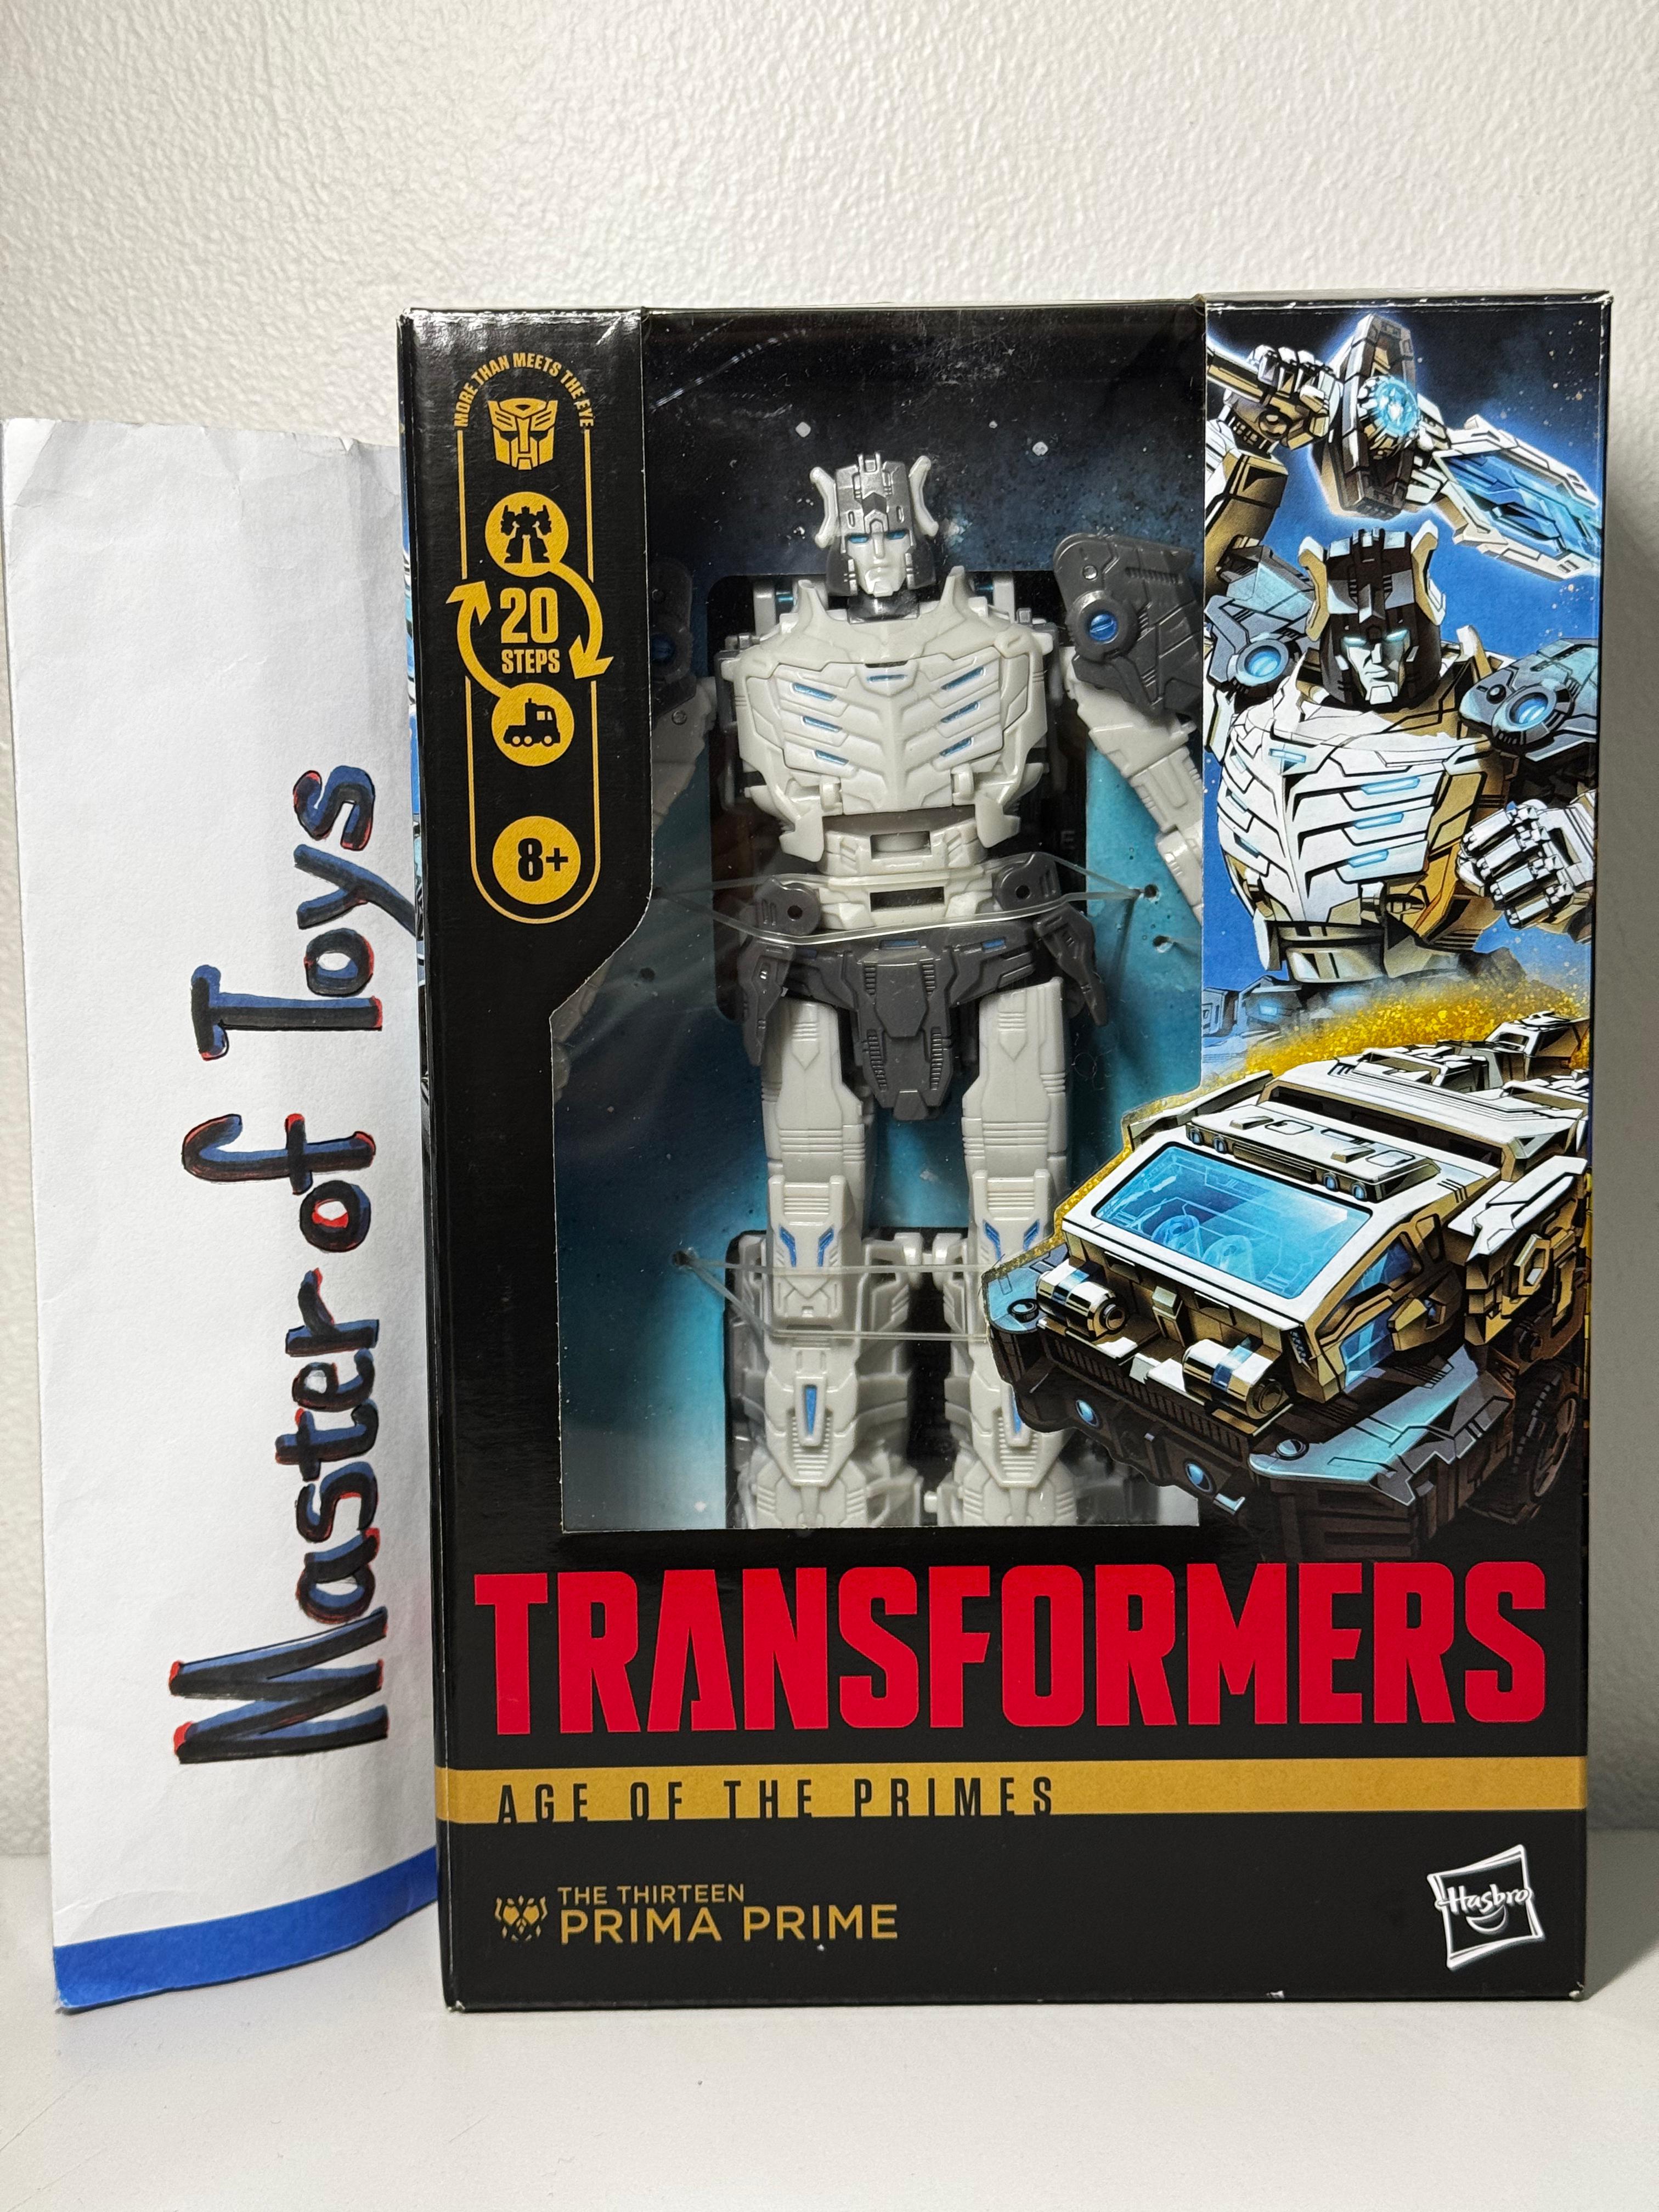 Master of Toys
MORE THAN MEETS THE EYE
20
STEPS
8+
TRANSFORMERS
AGE OF THE PRIMES
THE THIRTEEN
PRIMA PRIME
Hasbro